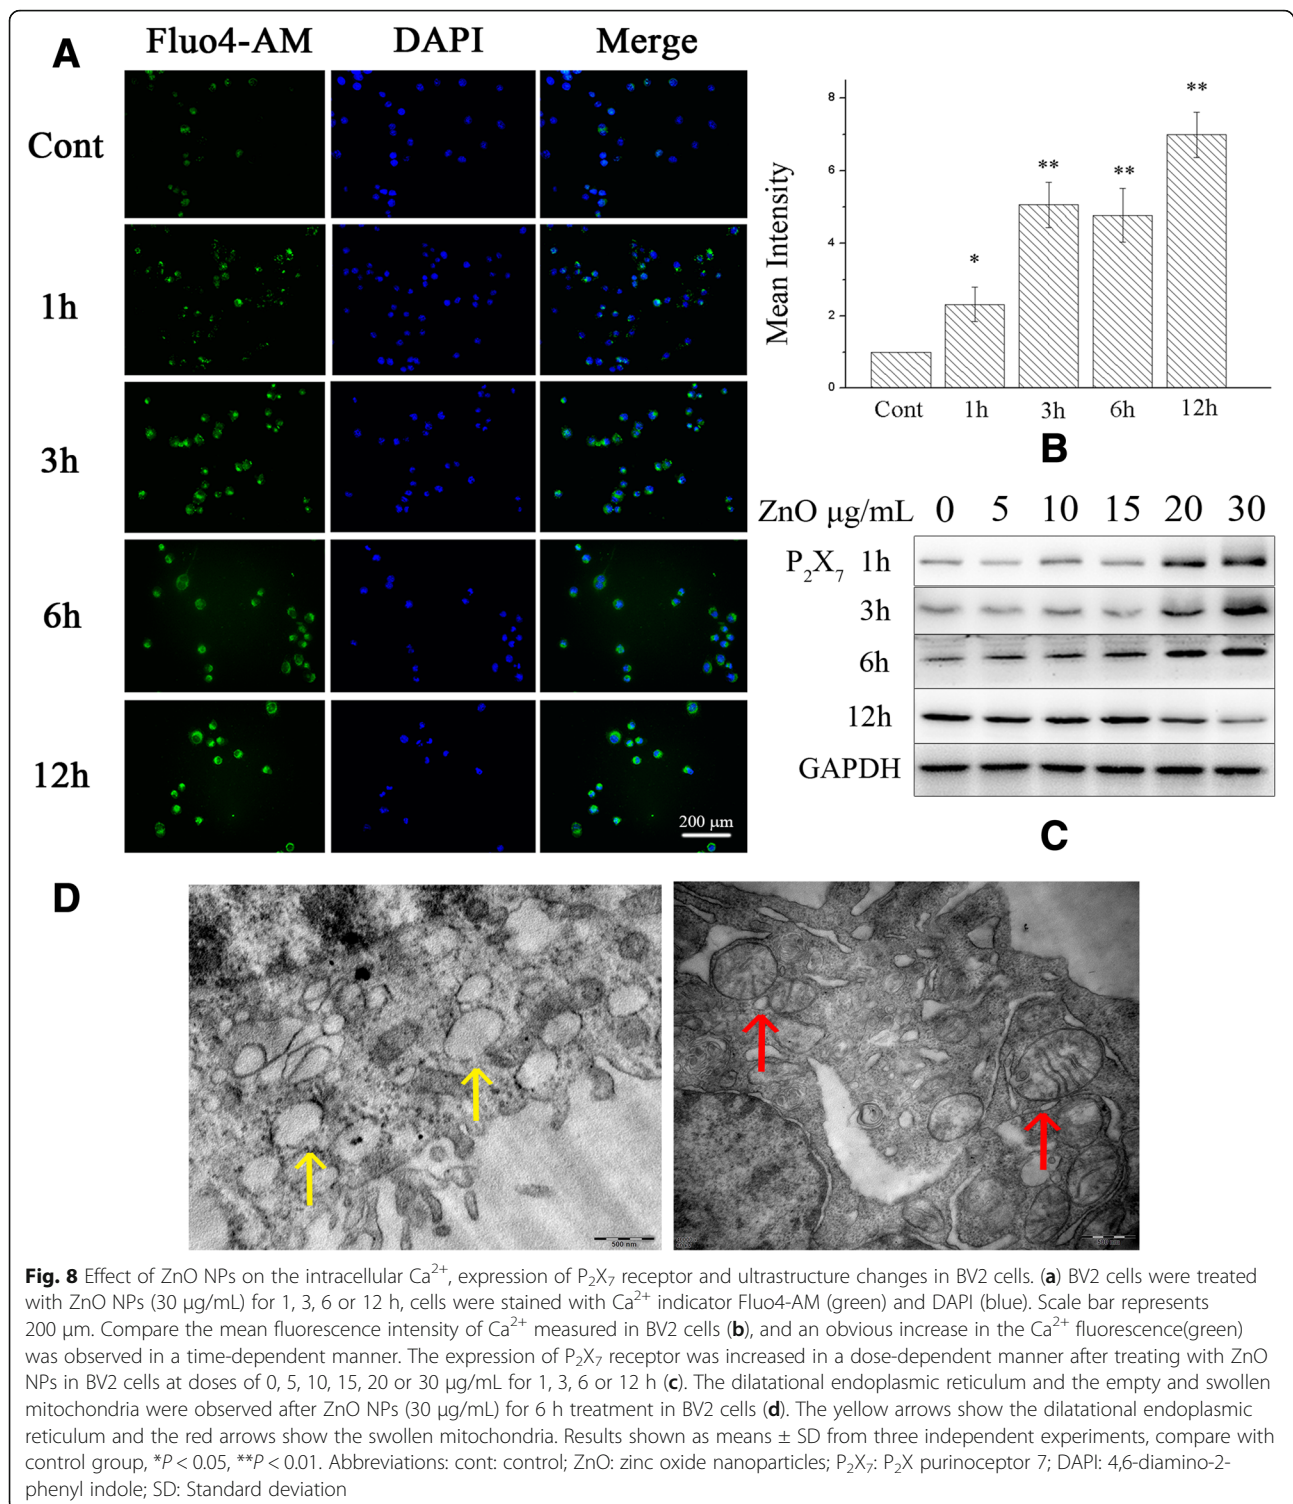 A
Fluo4-AM DAPI Merge
Cont
1h
3h
6h
12h
200 μm
Mean Intensity
8
6
4
2
0
*
**
**
**
Cont 1h 3h 6h 12h
B
ZnO μg/mL 0 5 10 15 20 30
P₂X₇ 1h
3h
6h
12h
GAPDH
C
D
500 nm
Fig. 8 Effect of ZnO NPs on the intracellular Ca²⁺, expression of P₂X₇ receptor and ultrastructure changes in BV2 cells. (a) BV2 cells were treated
with ZnO NPs (30 μg/mL) for 1, 3, 6 or 12 h, cells were stained with Ca²⁺ indicator Fluo4-AM (green) and DAPI (blue). Scale bar represents
200 μm. Compare the mean fluorescence intensity of Ca²⁺ measured in BV2 cells (b), and an obvious increase in the Ca²⁺ fluorescence(green)
was observed in a time-dependent manner. The expression of P₂X₇ receptor was increased in a dose-dependent manner after treating with ZnO
NPs in BV2 cells at doses of 0, 5, 10, 15, 20 or 30 μg/mL for 1, 3, 6 or 12 h (c). The dilatational endoplasmic reticulum and the empty and swollen
mitochondria were observed after ZnO NPs (30 μg/mL) for 6 h treatment in BV2 cells (d). The yellow arrows show the dilatational endoplasmic
reticulum and the red arrows show the swollen mitochondria. Results shown as means ± SD from three independent experiments, compare with
control group, *P < 0.05, **P < 0.01. Abbreviations: cont: control; ZnO: zinc oxide nanoparticles; P₂X₇: P₂X purinoceptor 7; DAPI: 4,6-diamino-2-
phenyl indole; SD: Standard deviation